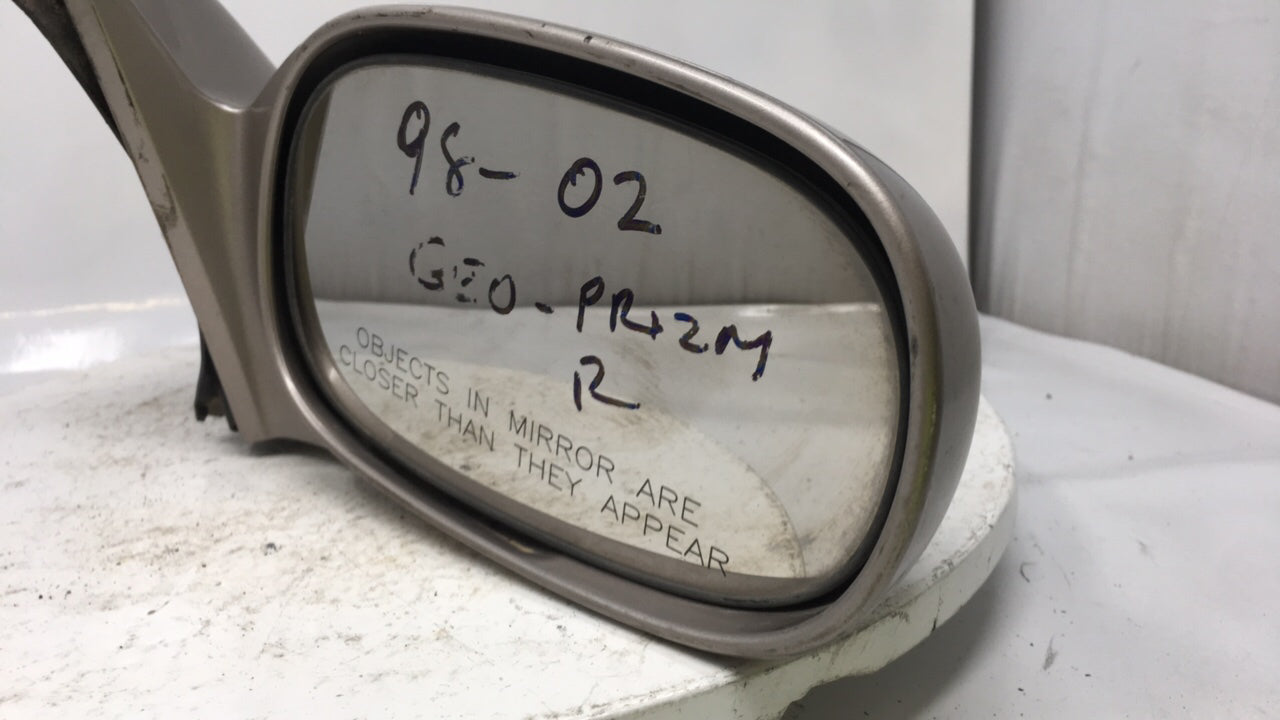 98-02
GEO-PRIZM
R
OBJECTS IN MIRROR ARE
CLOSER THAN THEY APPEAR